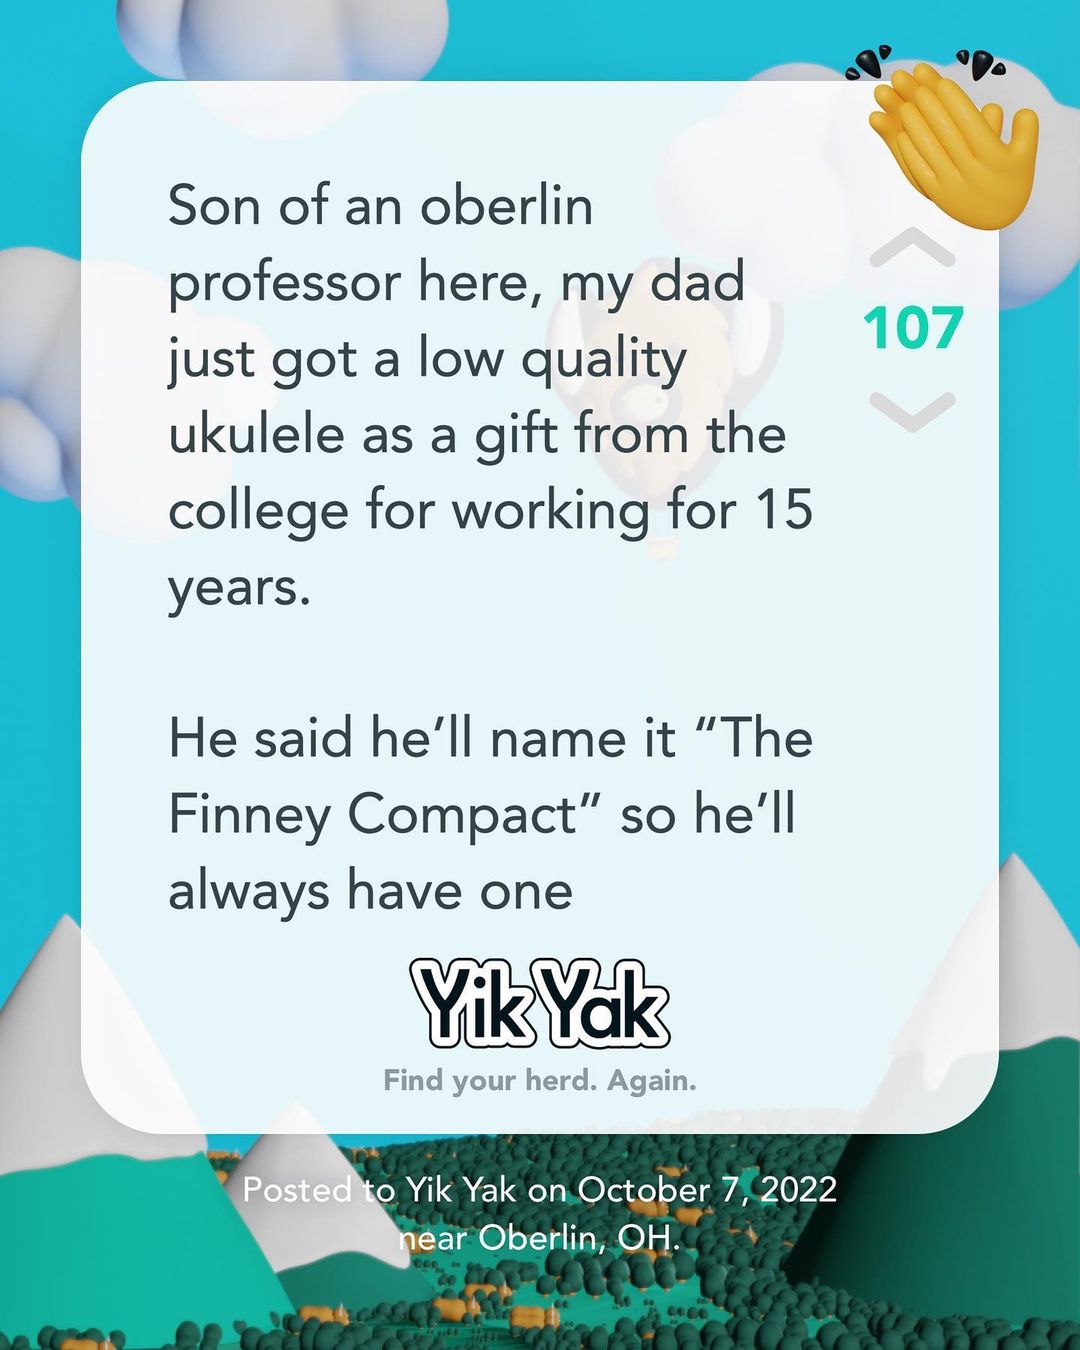 Son of an oberlin
professor here, my dad
just got a low quality
ukulele as a gift from the
college for working for 15
years.
He said he’ll name it “The
Finney Compact” so he’ll
always have one
107
Yik Yak
Find your herd. Again.
Posted to Yik Yak on October 7, 2022
near Oberlin, OH.